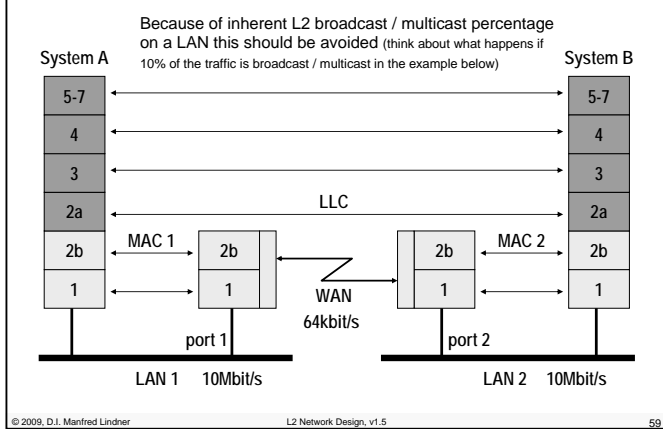 Because of inherent L2 broadcast / multicast percentage
on a LAN this should be avoided (think about what happens if
10% of the traffic is broadcast / multicast in the example below)
System A
System B
5-7
5-7
4
4
3
3
LLC
2a
2a
MAC 1
MAC 2
2b
2b
2b
2b
1
1
1
1
WAN
64kbit/s
port 1
port 2
LAN 1 10Mbit/s
LAN 2 10Mbit/s
© 2009, D.I. Manfred Lindner
L2 Network Design, v1.5
59